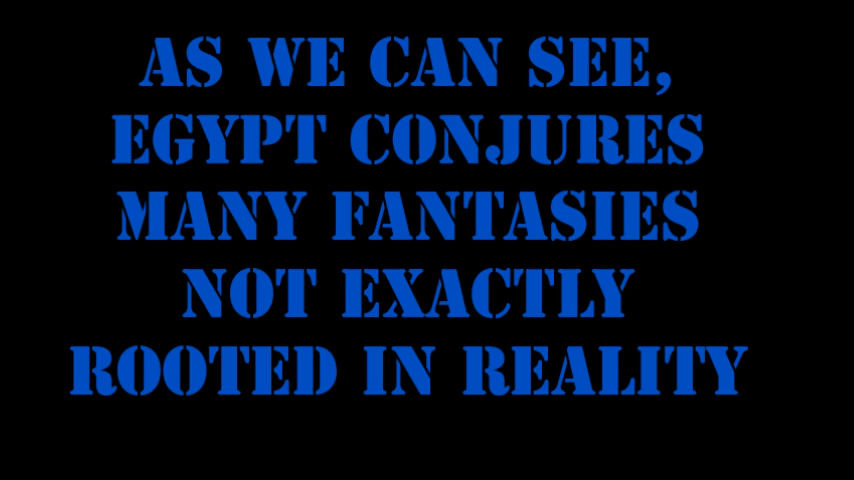 AS WE CAN SEE,
EGYPT CONJURES
MANY FANTASIES
NOT EXACTLY
ROOTED IN REALITY